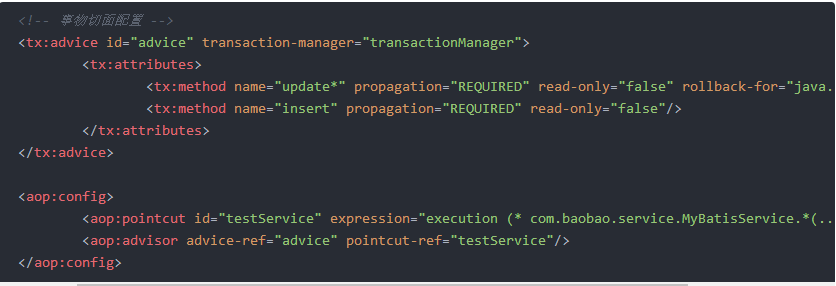 <!-- 事物切面配置 -->
<tx:advice id="advice" transaction-manager="transactionManager">
        <tx:attributes>
                <tx:method name="update*" propagation="REQUIRED" read-only="false" rollback-for="java.
                <tx:method name="insert" propagation="REQUIRED" read-only="false"/>
        </tx:attributes>
</tx:advice>

<aop:config>
        <aop:pointcut id="testService" expression="execution (* com.baobao.service.MyBatisService.*(..
        <aop:advisor advice-ref="advice" pointcut-ref="testService"/>
</aop:config>